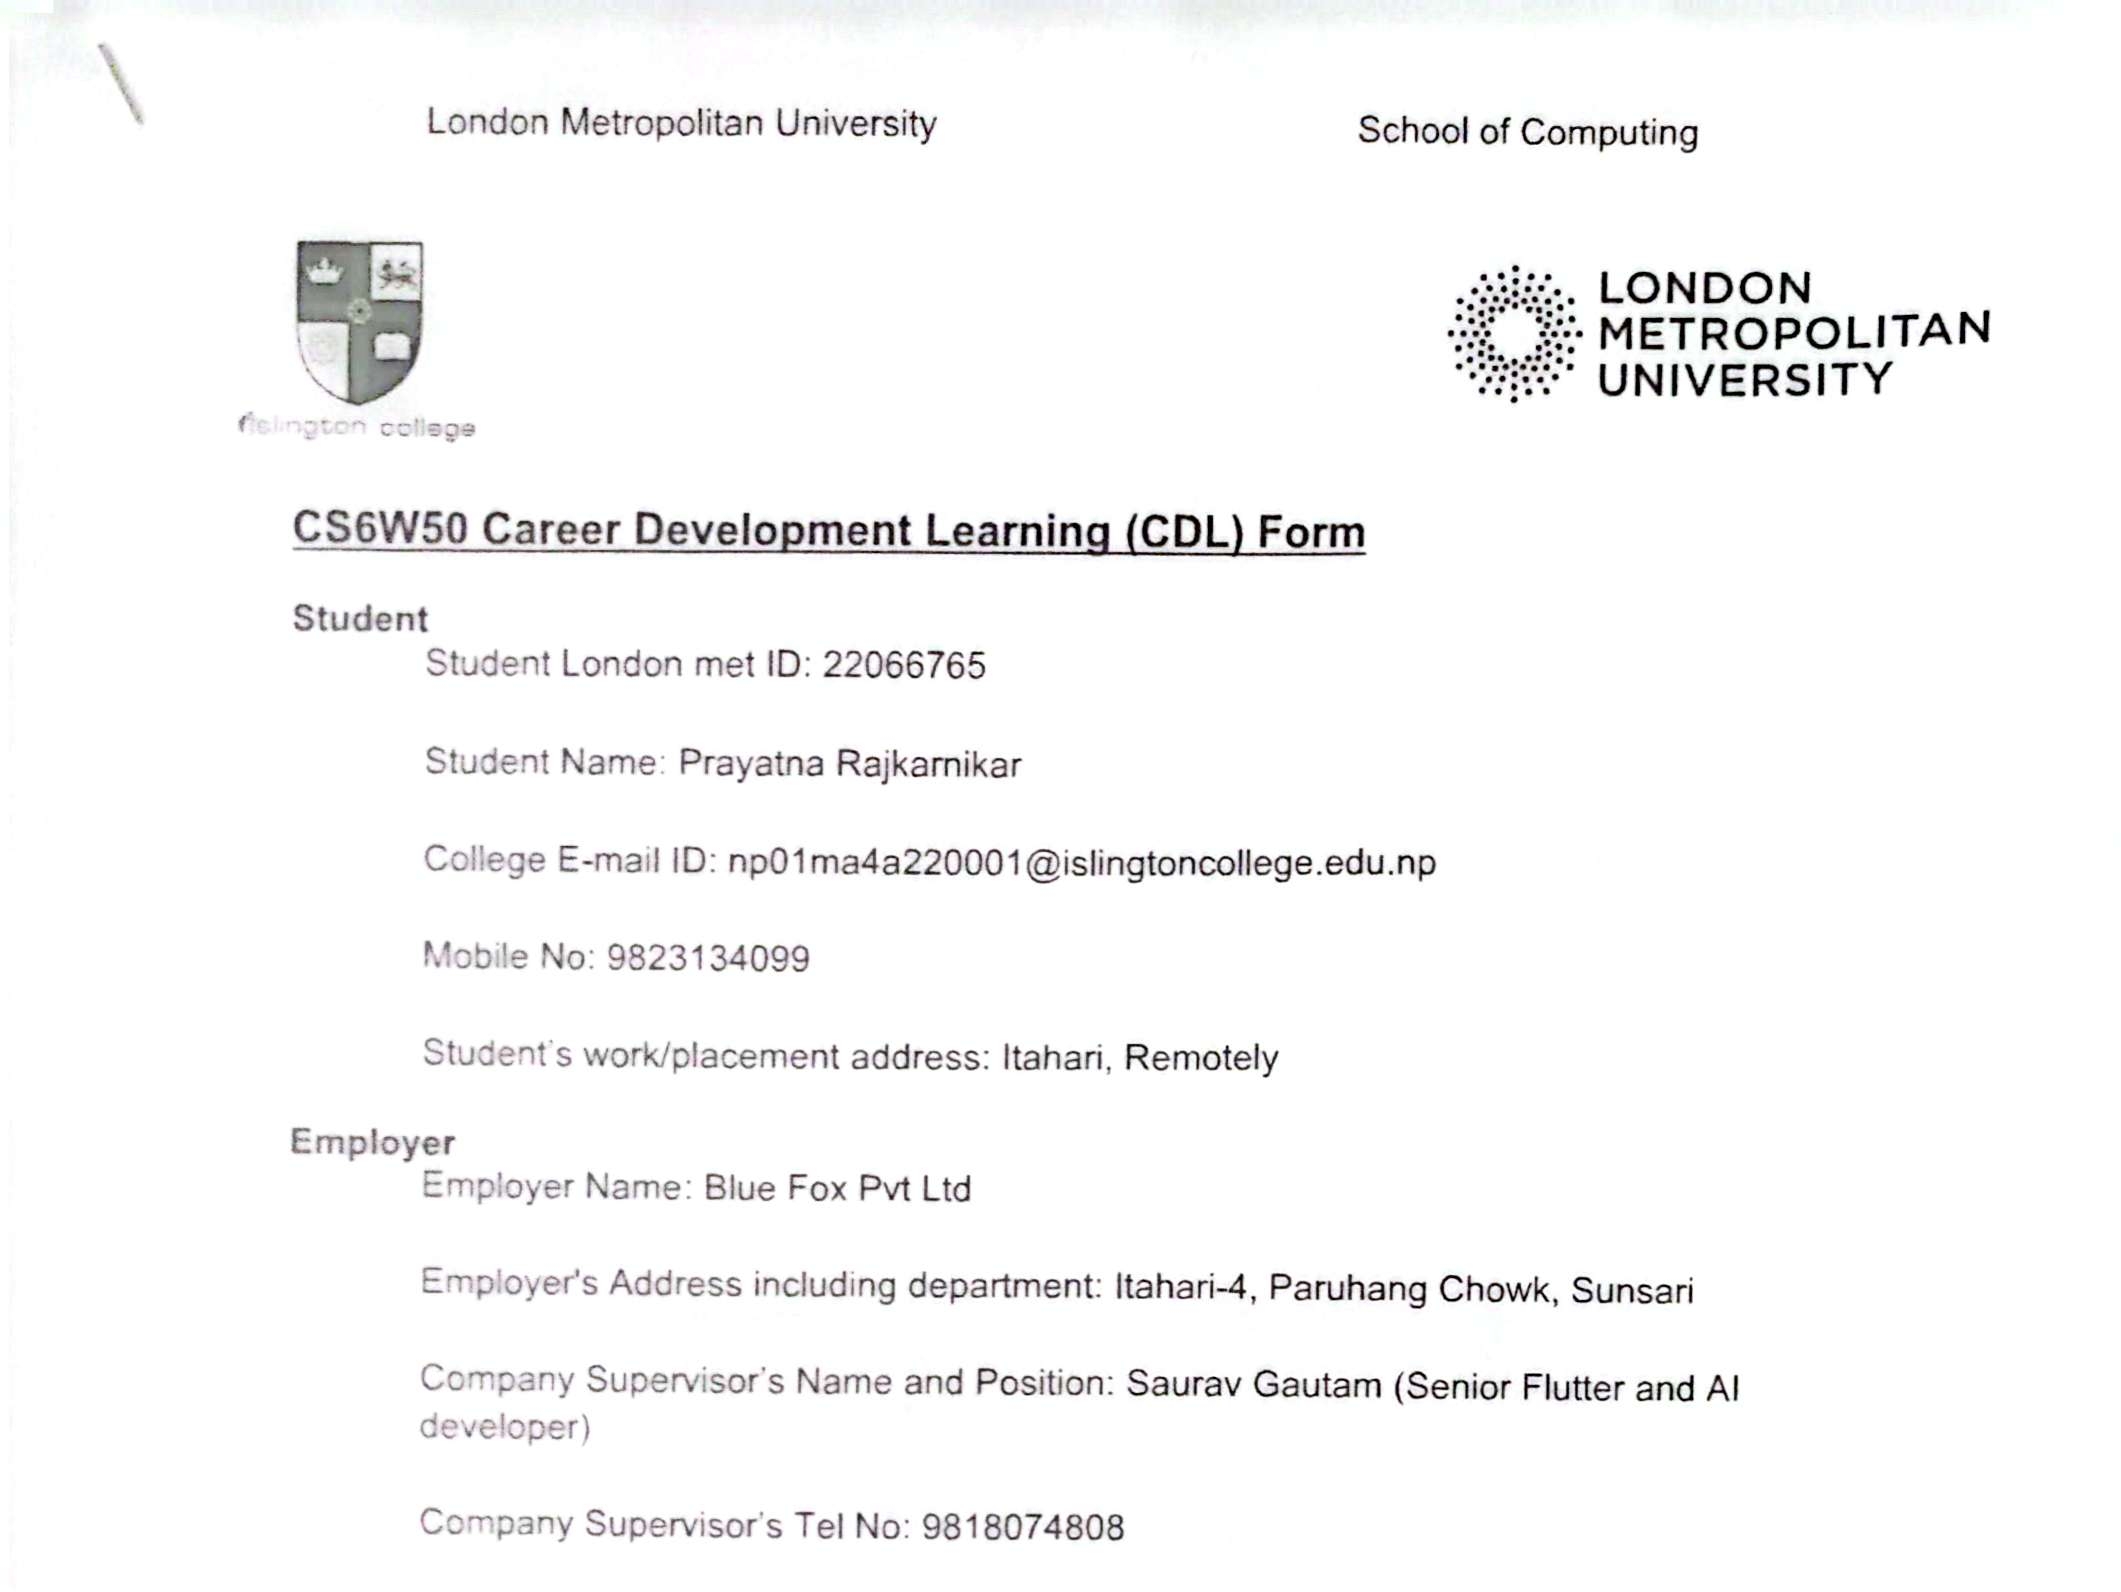 London Metropolitan University School of Computing
islington college
LONDON
METROPOLITAN
UNIVERSITY
CS6W50 Career Development Learning (CDL) Form
Student
Student London met ID: 22066765
Student Name: Prayatna Rajkarnikar
College E-mail ID: np01ma4a220001@islingtoncollege.edu.np
Mobile No: 9823134099
Student's work/placement address: Itahari, Remotely
Employer
Employer Name: Blue Fox Pvt Ltd
Employer's Address including department: Itahari-4, Paruhang Chowk, Sunsari
Company Supervisor's Name and Position: Saurav Gautam (Senior Flutter and AI
developer)
Company Supervisor's Tel No: 9818074808